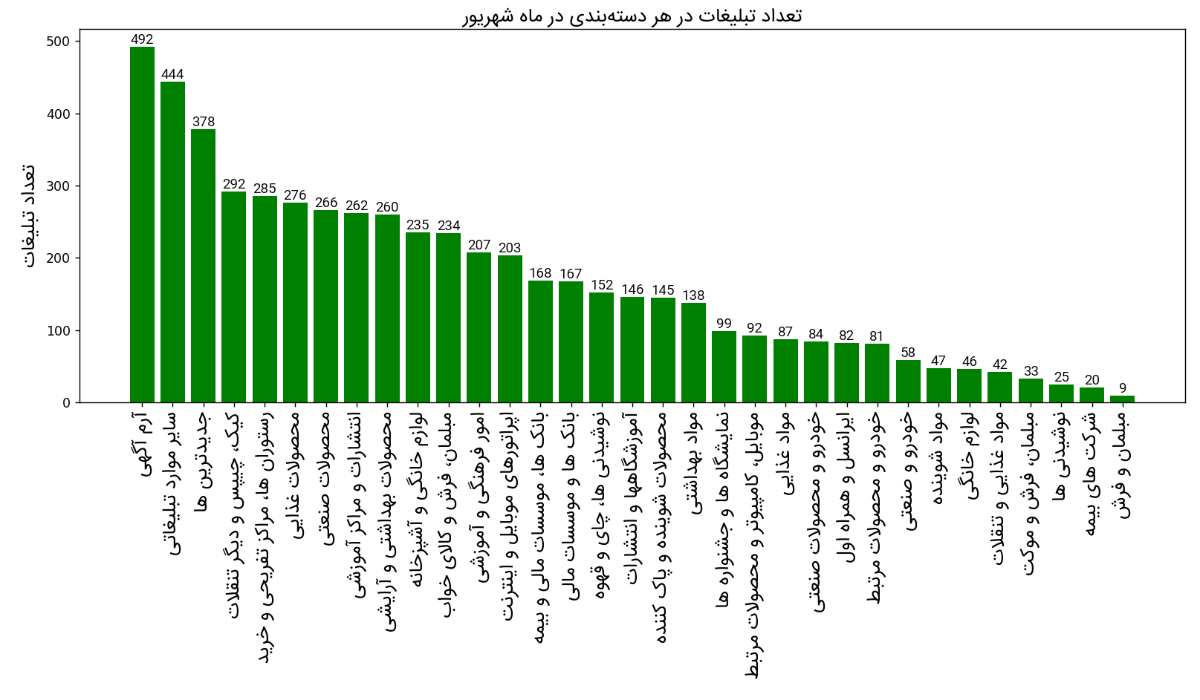 تعداد تبلیغات در هر دسته‌بندی در ماه شهریور
تعداد تبلیغات
500
400
300
200
100
0
492
444
378
292
285
276
266
262
260
235
234
207
203
168
167
152
146
145
138
99
92
87
84
82
81
58
47
46
42
33
25
20
9
آرم آگهی
سایر موارد تبلیغاتی
جدیدترین ها
کیک، چیپس و دیگر تنقلات
رستوران ها، مراکز تفریحی و خرید
محصولات غذایی
محصولات صنعتی
انتشارات و مراکز آموزشی
محصولات بهداشتی و آرایشی
لوازم خانگی و آشپزخانه
مبلمان، فرش و کالای خواب
امور فرهنگی و آموزشی
اپراتورهای موبایل و اینترنت
بانک ها، موسسات مالی و بیمه
بانک ها و موسسات مالی
نوشیدنی ها، چای و قهوه
آموزشگاهها و انتشارات
محصولات شوینده و پاک کننده
مواد بهداشتی
نمایشگاه ها و جشنواره ها
موبایل، کامپیوتر و محصولات مرتبط
مواد غذایی
خودرو و محصولات صنعتی
ایرانسل و همراه اول
خودرو و محصولات مرتبط
خودرو و صنعتی
مواد شوینده
لوازم خانگی
مواد غذایی و تنقلات
مبلمان، فرش و موکت
نوشیدنی ها
شرکت های بیمه
مبلمان و فرش